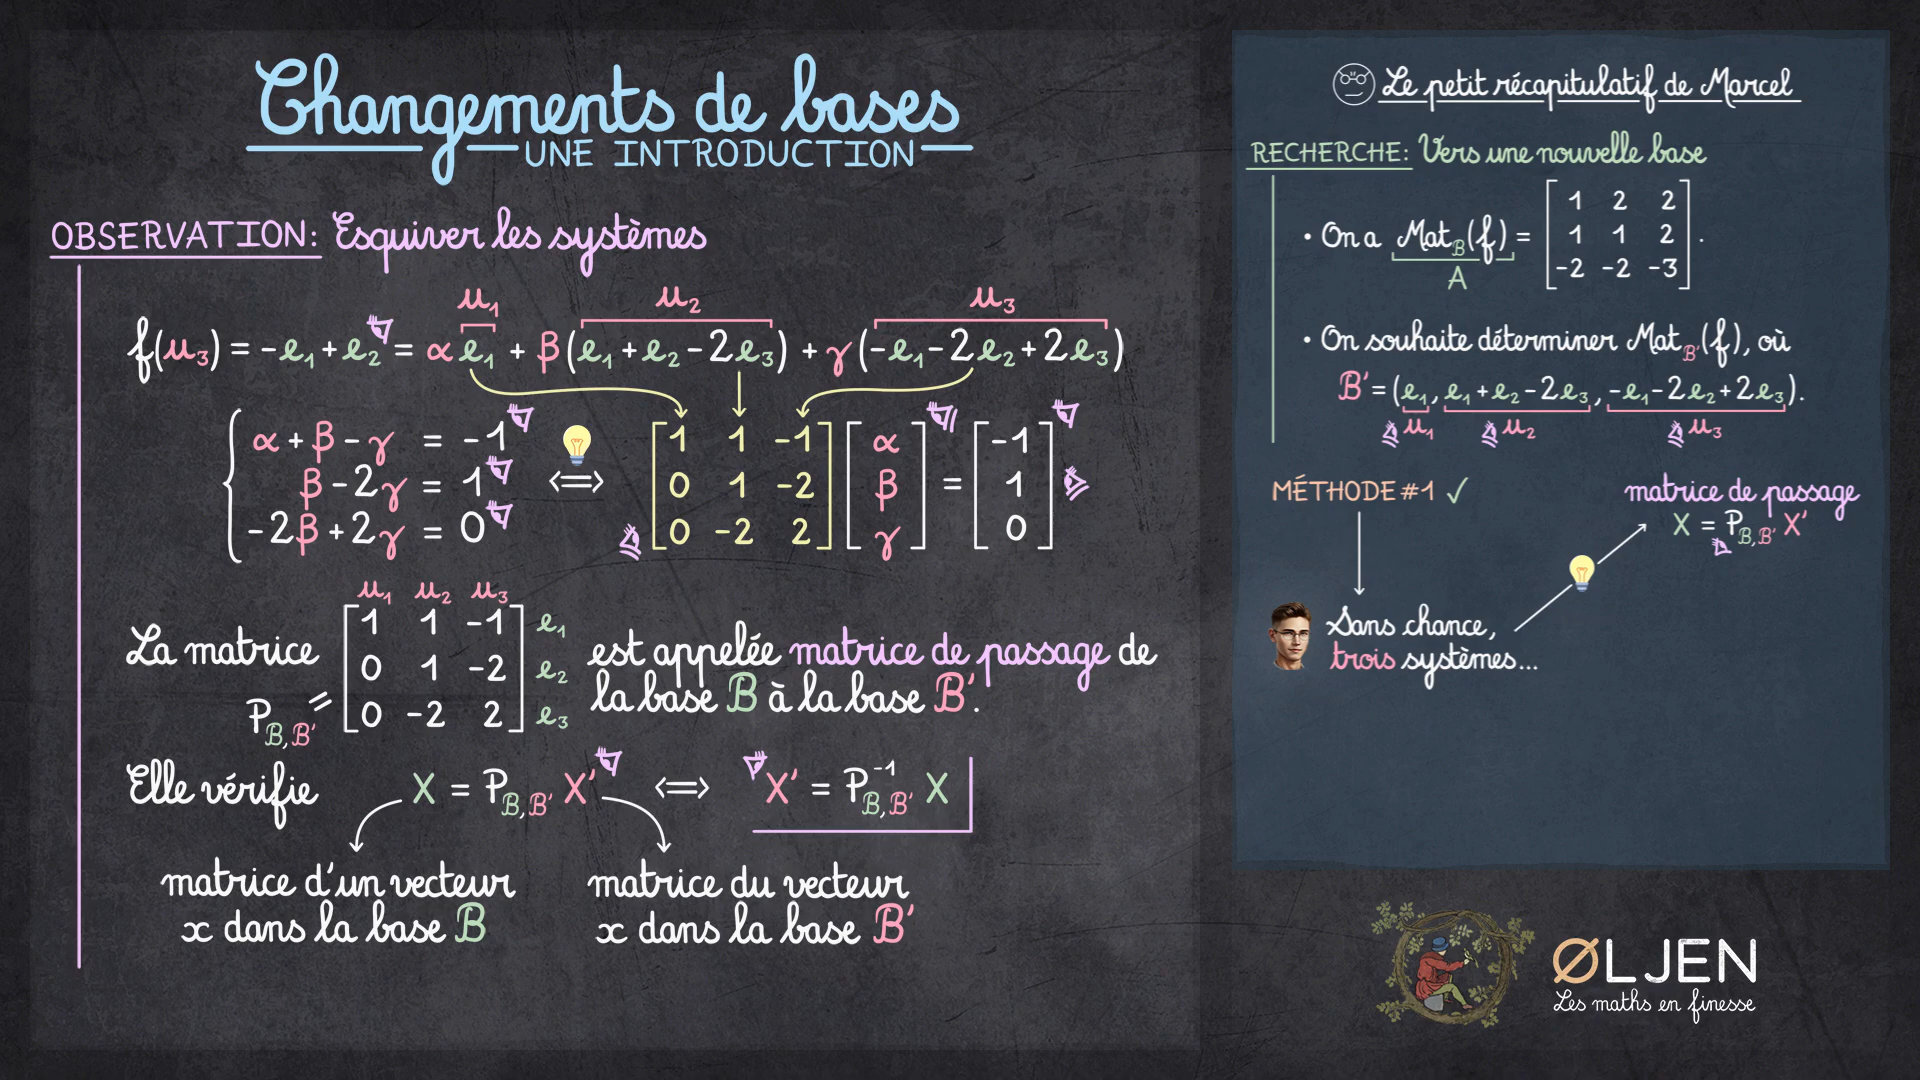 Changements de bases
UNE INTRODUCTION
OBSERVATION: Esquiver les systèmes
u₁ u₂ u₃
f(u₃) = -e₁ + e₂ = α e₁ + β(e₁ + e₂ - 2e₃) + γ(-e₁ - 2e₂ + 2e₃)
α + β - γ = -1
β - 2γ = 1
-2β + 2γ = 0
⟺
1 1 -1
0 1 -2
0 -2 2
α
β
γ
=
-1
1
0
u₁ u₂ u₃
1 1 -1 e₁
0 1 -2 e₂
0 -2 2 e₃
La matrice
P_B,B' =
est appelée matrice de passage de
la base B à la base B'.
Elle vérifie X = P_B,B' X' ⟺ X' = P_B,B'⁻¹ X
matrice d'un vecteur
x dans la base B
matrice du vecteur
x dans la base B'
Le petit récapitulatif de Marcel
RECHERCHE: Vers une nouvelle base
• On a Mat_B(f) =
A
1 2 2
1 1 2
-2 -2 -3
.
• On souhaite déterminer Mat_B'(f), où
B' = (e₁, e₁ + e₂ - 2e₃, -e₁ - 2e₂ + 2e₃).
u₁ u₂ u₃
MÉTHODE #1 ✓
matrice de passage
X = P_B,B' X'
Sans chance,
trois systèmes...
ØLJEN
Les maths en finesse